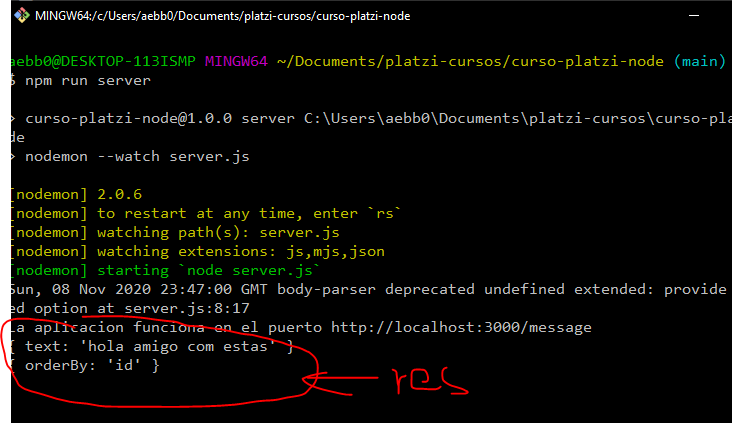 MINGW64:/c/Users/aebb0/Documents/platzi-cursos/curso-platzi-node
aebb0@DESKTOP-113ISMP MINGW64 ~/Documents/platzi-cursos/curso-platzi-node (main)
$ npm run server
> curso-platzi-node@1.0.0 server C:\Users\aebb0\Documents\platzi-cursos\curso-pla
de
> nodemon --watch server.js
[nodemon] 2.0.6
[nodemon] to restart at any time, enter `rs`
[nodemon] watching path(s): server.js
[nodemon] watching extensions: js,mjs,json
[nodemon] starting `node server.js`
Sun, 08 Nov 2020 23:47:00 GMT body-parser deprecated undefined extended: provide
ed option at server.js:8:17
La aplicacion funciona en el puerto http://localhost:3000/message
{ text: 'hola amigo com estas' }
{ orderBy: 'id' }
res